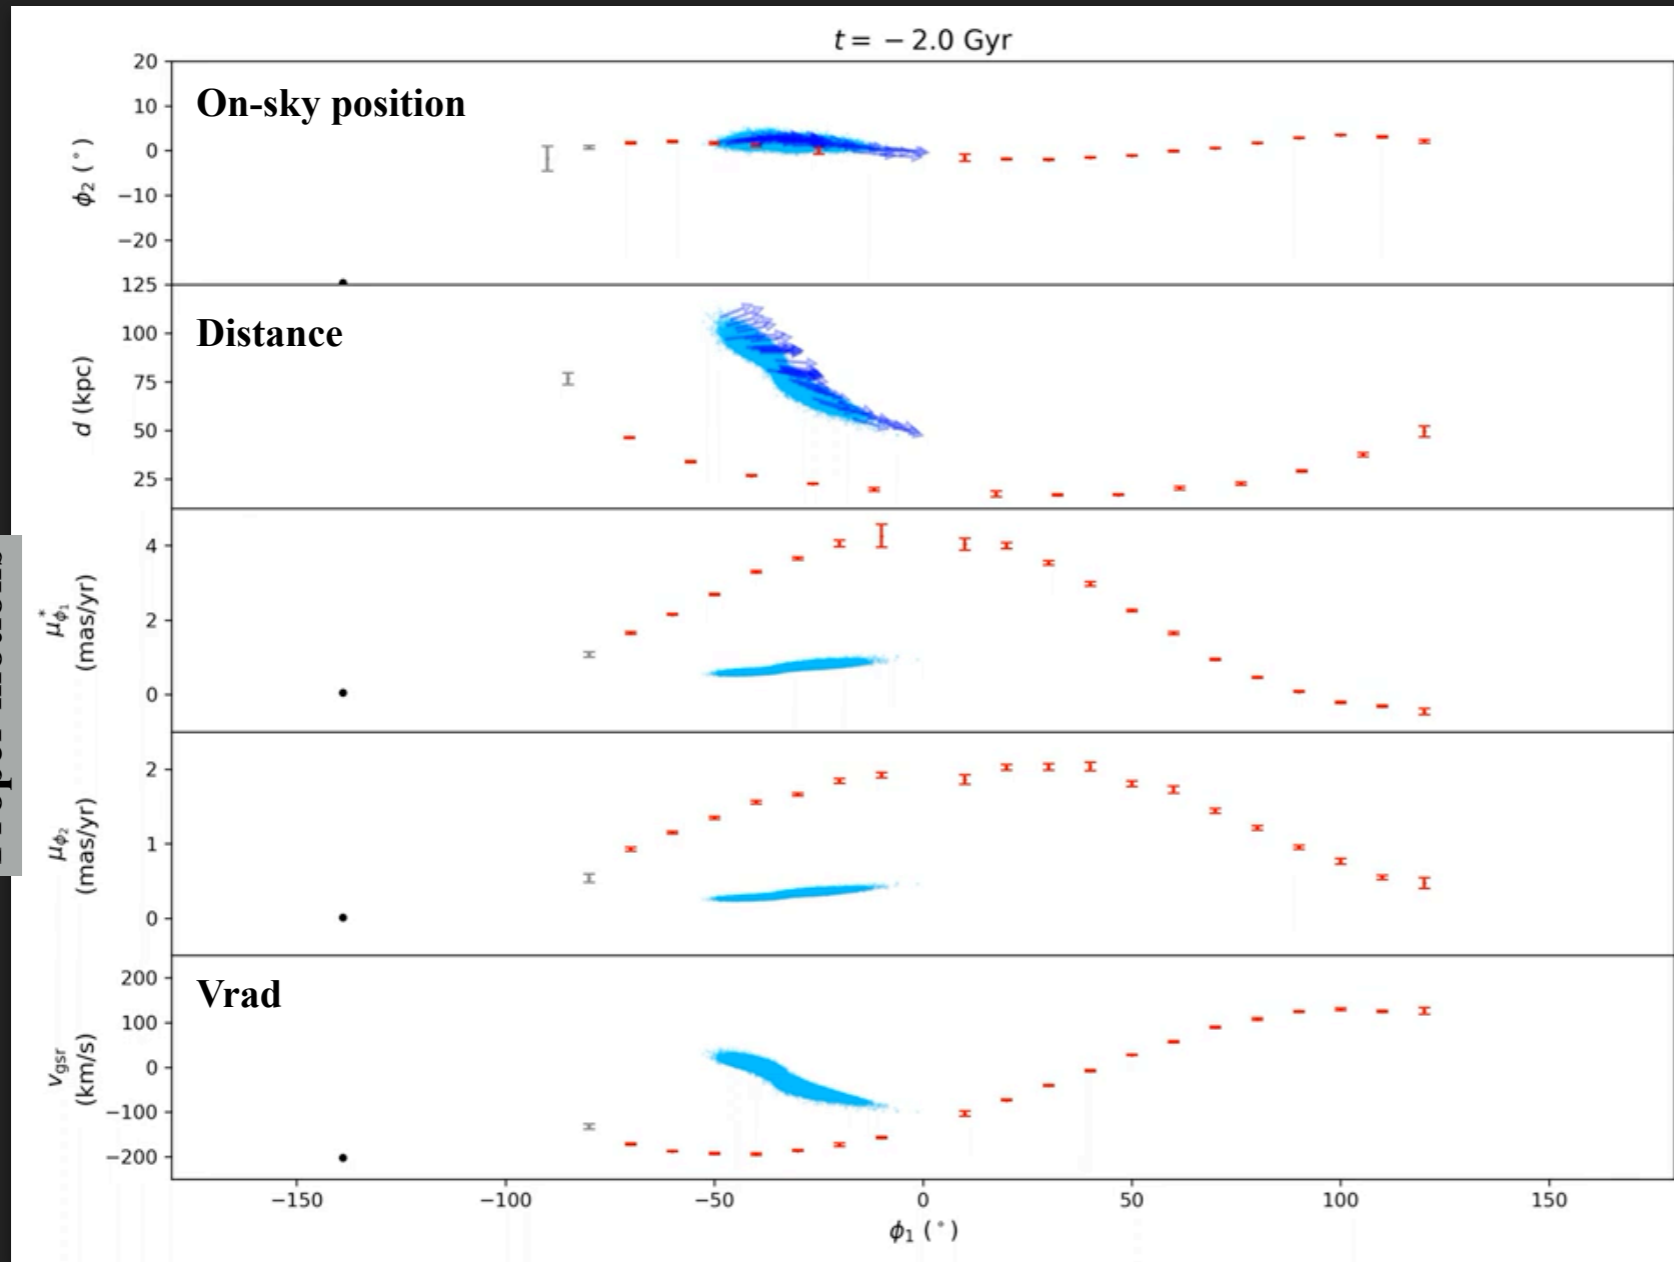 t = − 2.0 Gyr
On-sky position
20
10
0
−10
−20
ϕ₂ (°)
Distance
125
100
75
50
25
d (kpc)
4
2
0
μ*ϕ₁
(mas/yr)
2
1
0
μϕ₂
(mas/yr)
Vrad
200
100
0
−100
−200
vgsr
(km/s)
−150 −100 −50 0 50 100 150
ϕ₁ (°)